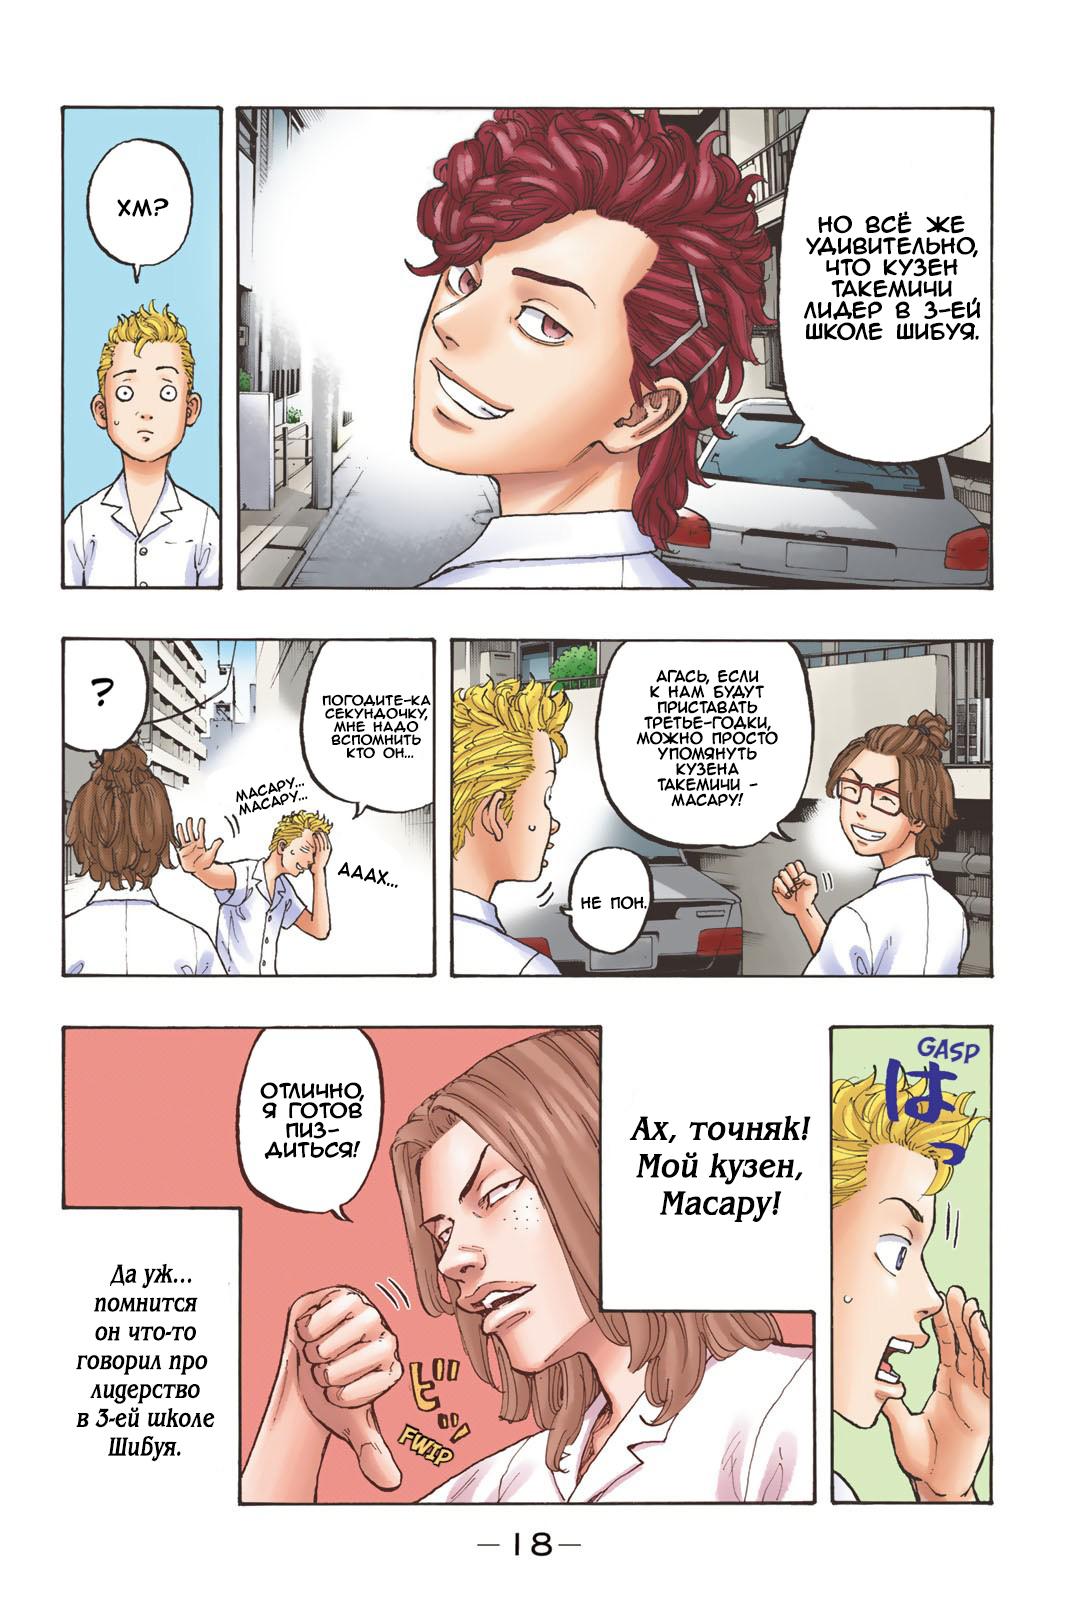 НО ВСЁ ЖЕ
УДИВИТЕЛЬНО,
ЧТО КУЗЕН
ТАКЕМИЧИ
ЛИДЕР В 3-ЕЙ
ШКОЛЕ ШИБУЯ.
ХМ?
АГАСЬ, ЕСЛИ
К НАМ БУДУТ
ПРИСТАВАТЬ
ТРЕТЬЕ-ГОДКИ,
МОЖНО ПРОСТО
УПОМЯНУТЬ
КУЗЕНА
ТАКЕМИЧИ -
МАСАРУ!
НЕ ПОН.
ПОГОДИТЕ-КА
СЕКУНДОЧКУ,
МНЕ НАДО
ВСПОМНИТЬ
КТО ОН...
МАСАРУ...
МАСАРУ...
АААХ...
?
GASP
はっ
Ах, точняк!
Мой кузен,
Масару!
ОТЛИЧНО,
Я ГОТОВ
ПИЗ-
ДИТЬСЯ!
ビッ
FWIP
Да уж...
помнится
он что-то
говорил про
лидерство
в 3-ей школе
Шибуя.
—18—